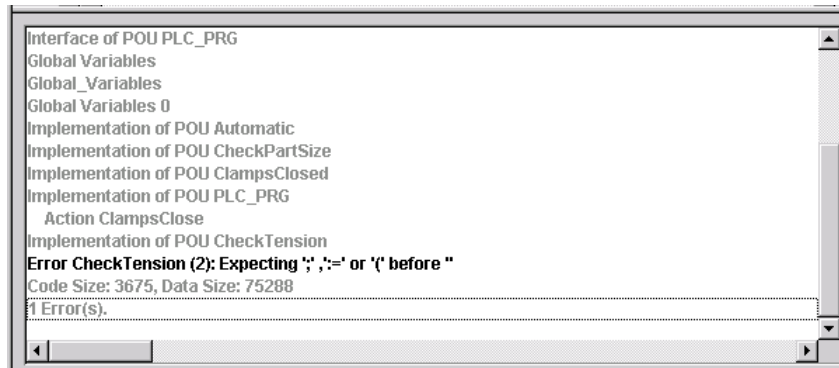 Interface of POU PLC_PRG
Global Variables
Global_Variables
Global Variables 0
Implementation of POU Automatic
Implementation of POU CheckPartSize
Implementation of POU ClampsClosed
Implementation of POU PLC_PRG
Action ClampsClose
Implementation of POU CheckTension
Error CheckTension (2): Expecting ';' ,':=' or '(' before ''
Code Size: 3675, Data Size: 75288
1 Error(s).